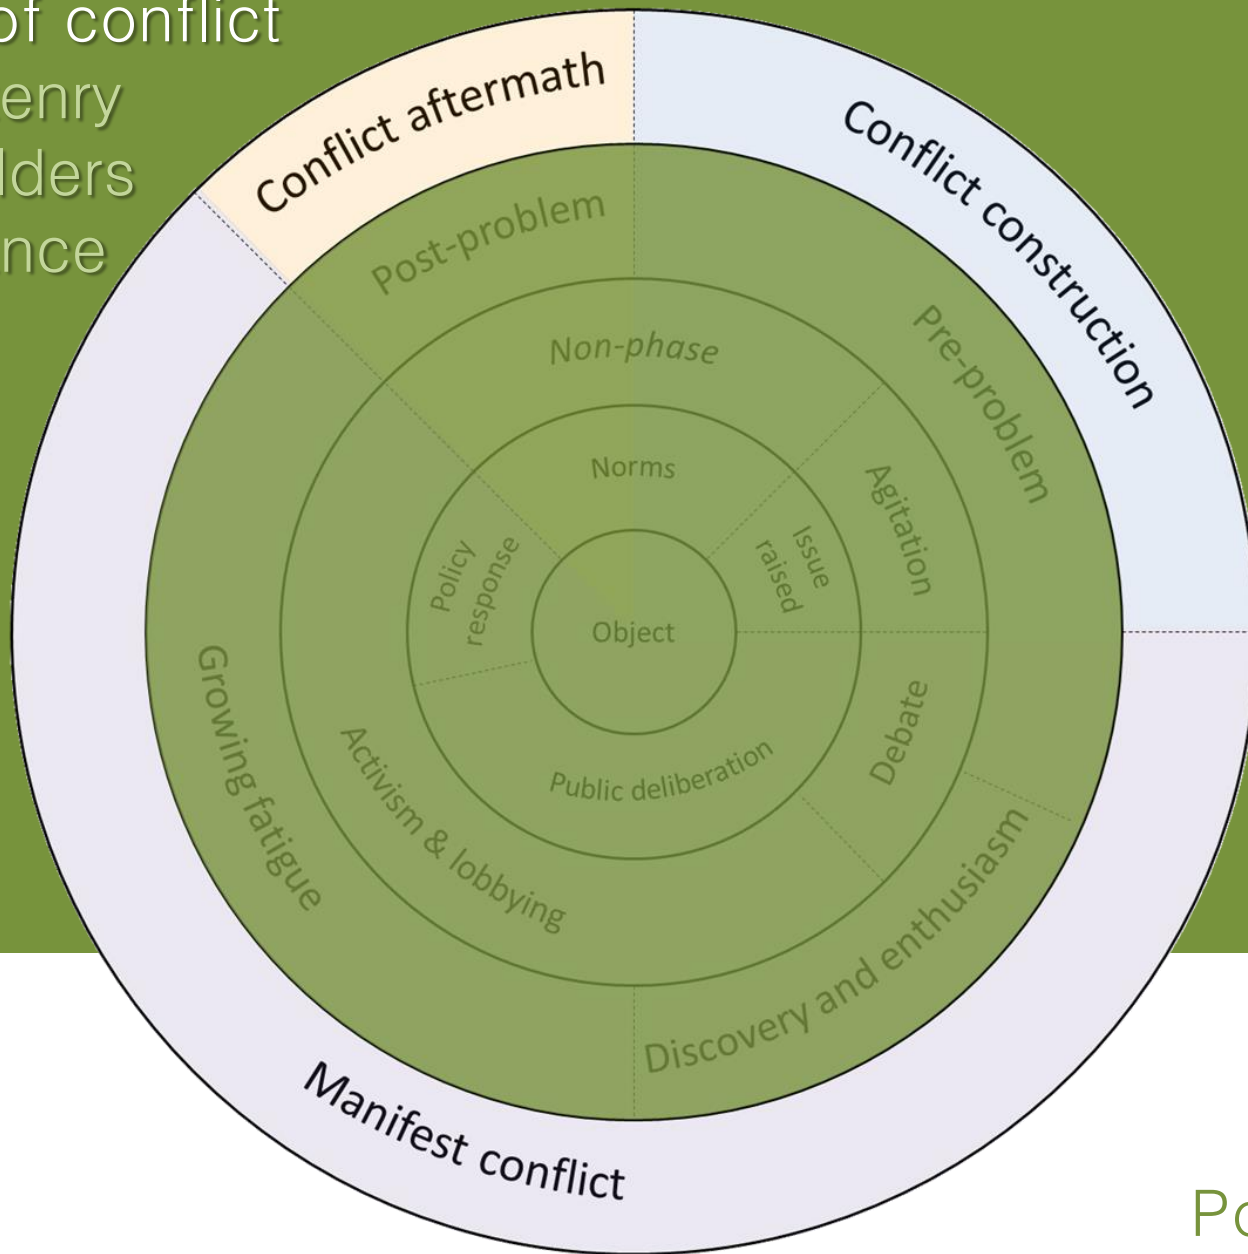 of conflict
enry
lders
nce
Conflict aftermath
Conflict construction
Post-problem
Pre-problem
Non-phase
Agitation
Norms
Issue
raised
Policy
response
Object
Debate
Growing fatigue
Activism & lobbying
Public deliberation
Discovery and enthusiasm
Manifest conflict
Po